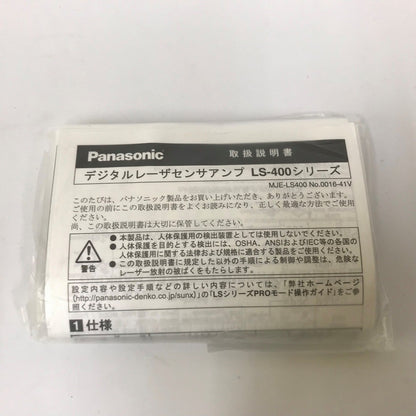 Panasonic 取扱説明書
デジタルレーザセンサアンプ LS-400シリーズ
MJE-LS400 No.0016-41V
このたびは、パナソニック製品をお買い上げいただき、ありがとうございます。
ご使用の前にこの取扱説明書をよくお読みになり、正しく最適な方法でご使用
ください。
尚、この取扱説明書は大切に保管してください。
警告
● 本製品は、人体保護用の検出装置としては使用しないでください。
● 人体保護を目的とする検出には、OSHA、ANSIおよびIEC等の各国の
人体保護用に関する法律および規格に適合する製品をご使用ください。
● この取扱説明書に規定した以外の手順による制御や調整は、危険な
レーザー放射の被ばくをもたらします。
設定内容や設定手順などの詳しい内容については、「弊社ホームページ
(http://panasonic-denko.co.jp/sunx)」の「LSシリーズPROモード操作ガイド」をご参
照ください。
1 仕様